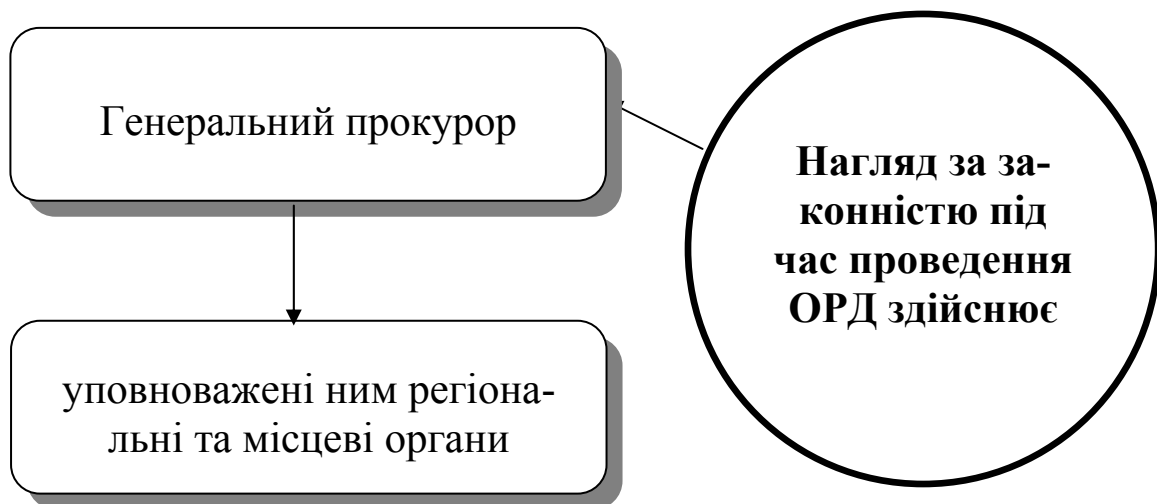 Генеральний прокурор
Нагляд за за-
конністю під
час проведення
ОРД здійснює
уповноважені ним регіона-
льні та місцеві органи